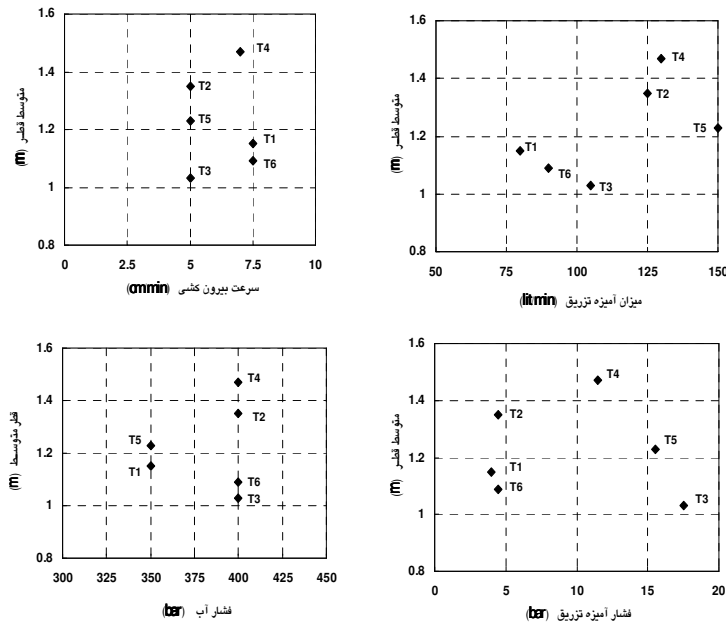 1.6
1.4
1.2
1
0.8
متوسط قطر (m)
T4
T2
T5
T1
T6
T3
0 2.5 5 7.5 10
سرعت بیرون کشی (cm/min)
1.6
1.4
1.2
1
0.8
متوسط قطر (m)
T4
T2
T5
T1
T6
T3
50 75 100 125 150
میزان آمیزه تزریق (lit/min)
1.6
1.4
1.2
1
0.8
قطر متوسط (m)
T4
T2
T5
T1
T6
T3
300 325 350 375 400 425 450
فشار آب (bar)
1.6
1.4
1.2
1
0.8
متوسط قطر (m)
T4
T2
T5
T1
T6
T3
0 5 10 15 20
فشار آمیزه تزریق (bar)